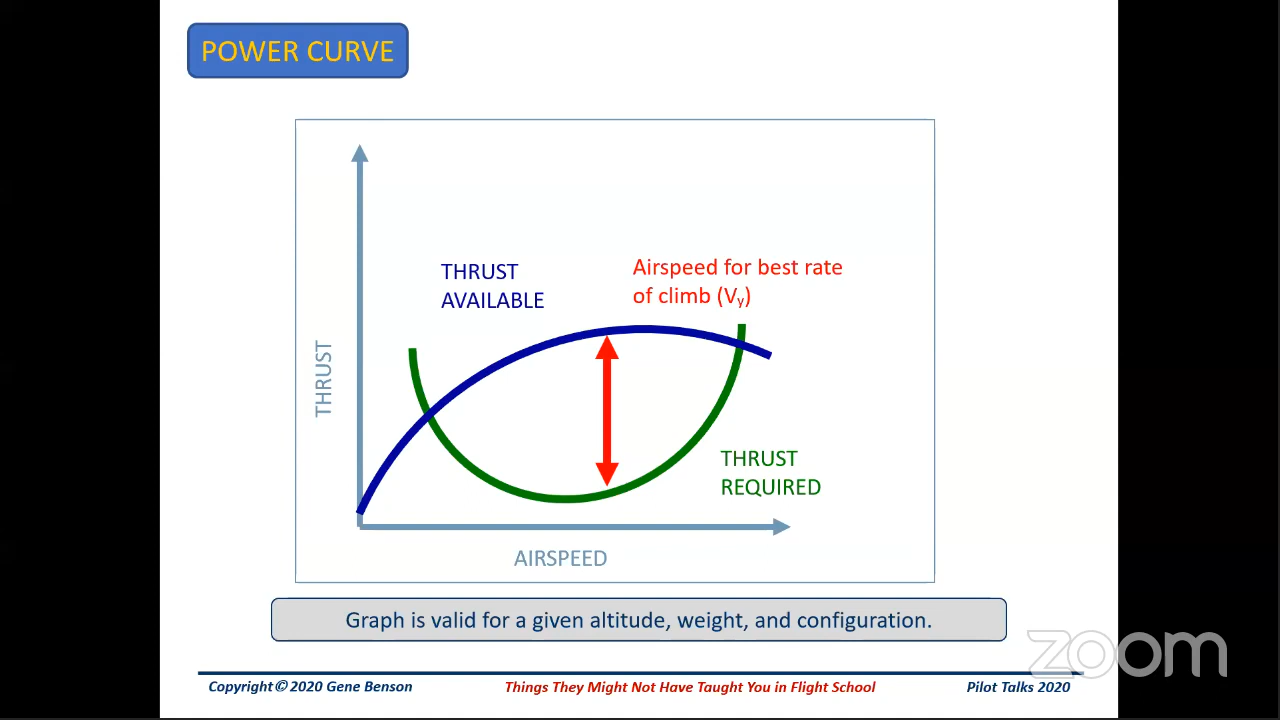 POWER CURVE
THRUST
AVAILABLE
Airspeed for best rate
of climb (Vy)
THRUST
THRUST
REQUIRED
AIRSPEED
Graph is valid for a given altitude, weight, and configuration.
zoom
Copyright© 2020 Gene Benson
Things They Might Not Have Taught You in Flight School
Pilot Talks 2020